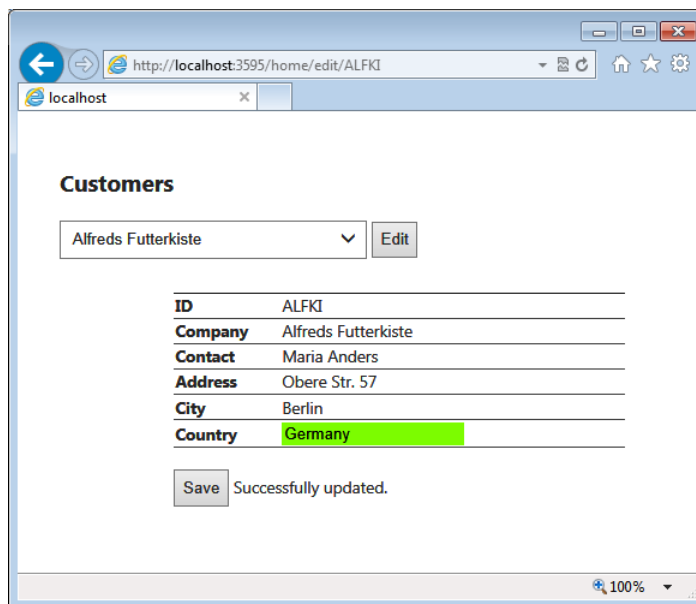 http://localhost:3595/home/edit/ALFKI
localhost
Customers
Alfreds Futterkiste Edit
ID ALFKI
Company Alfreds Futterkiste
Contact Maria Anders
Address Obere Str. 57
City Berlin
Country Germany
Save Successfully updated.
100%